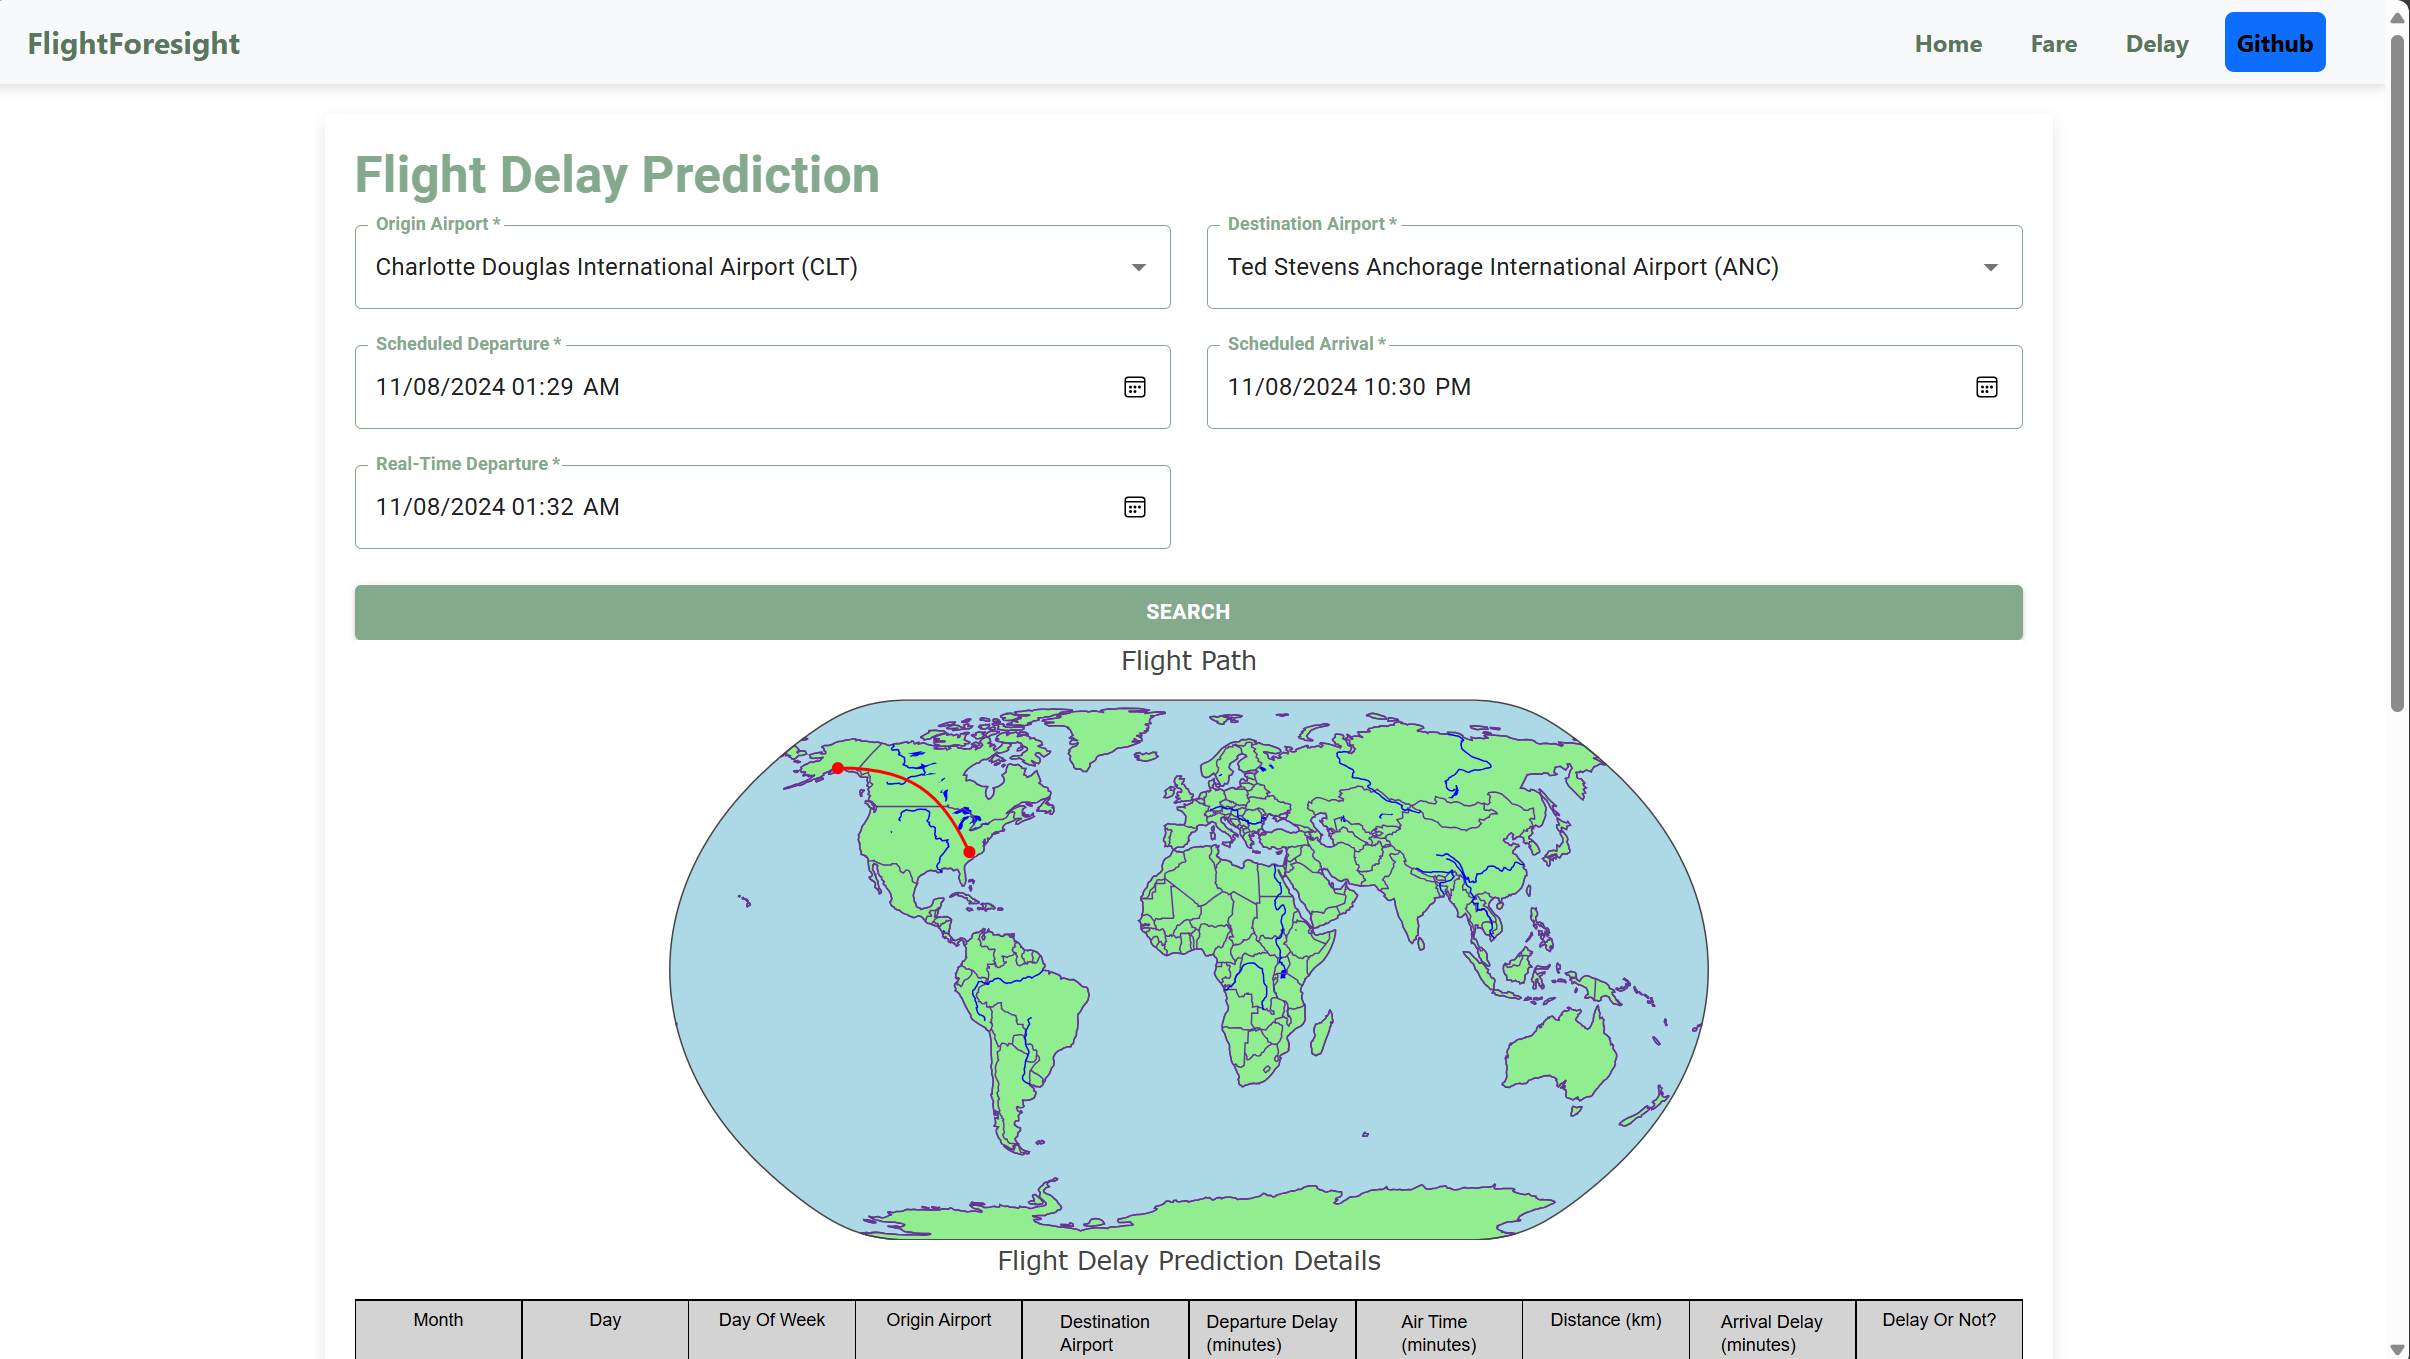 FlightForesight
Home Fare Delay Github
Flight Delay Prediction
Origin Airport * Destination Airport *
Charlotte Douglas International Airport (CLT) Ted Stevens Anchorage International Airport (ANC)
Scheduled Departure * Scheduled Arrival *
11/08/2024 01:29 AM 11/08/2024 10:30 PM
Real-Time Departure *
11/08/2024 01:32 AM
SEARCH
Flight Path
Flight Delay Prediction Details
Month Day Day Of Week Origin Airport Destination Airport Departure Delay (minutes) Air Time (minutes) Distance (km) Arrival Delay (minutes) Delay Or Not?